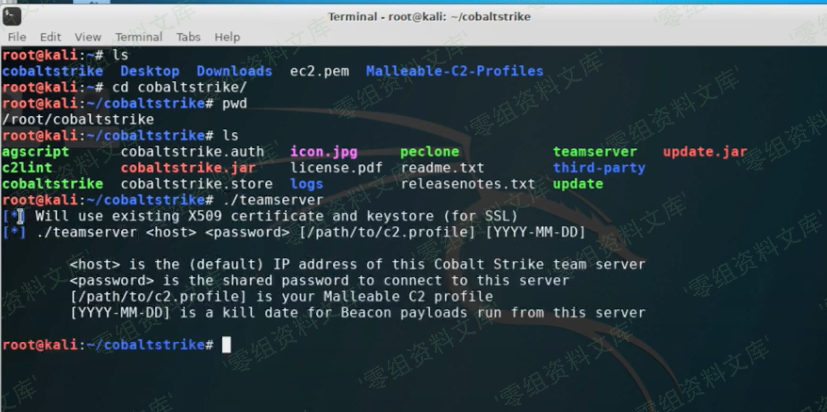 Terminal - root@kali: ~/cobaltstrike
File Edit View Terminal Tabs Help
root@kali:~# ls
cobaltstrike Desktop Downloads ec2.pem Malleable-C2-Profiles
root@kali:~# cd cobaltstrike/
root@kali:~/cobaltstrike# pwd
/root/cobaltstrike
root@kali:~/cobaltstrike# ls
agscript cobaltstrike.auth icon.jpg peclone teamserver update.jar
c2lint cobaltstrike.jar license.pdf readme.txt third-party
cobaltstrike cobaltstrike.store logs releasenotes.txt update
root@kali:~/cobaltstrike# ./teamserver
[*] Will use existing X509 certificate and keystore (for SSL)
[*] ./teamserver <host> <password> [/path/to/c2.profile] [YYYY-MM-DD]
<host> is the (default) IP address of this Cobalt Strike team server
<password> is the shared password to connect to this server
[/path/to/c2.profile] is your Malleable C2 profile
[YYYY-MM-DD] is a kill date for Beacon payloads run from this server
root@kali:~/cobaltstrike#
'零组资料文库'